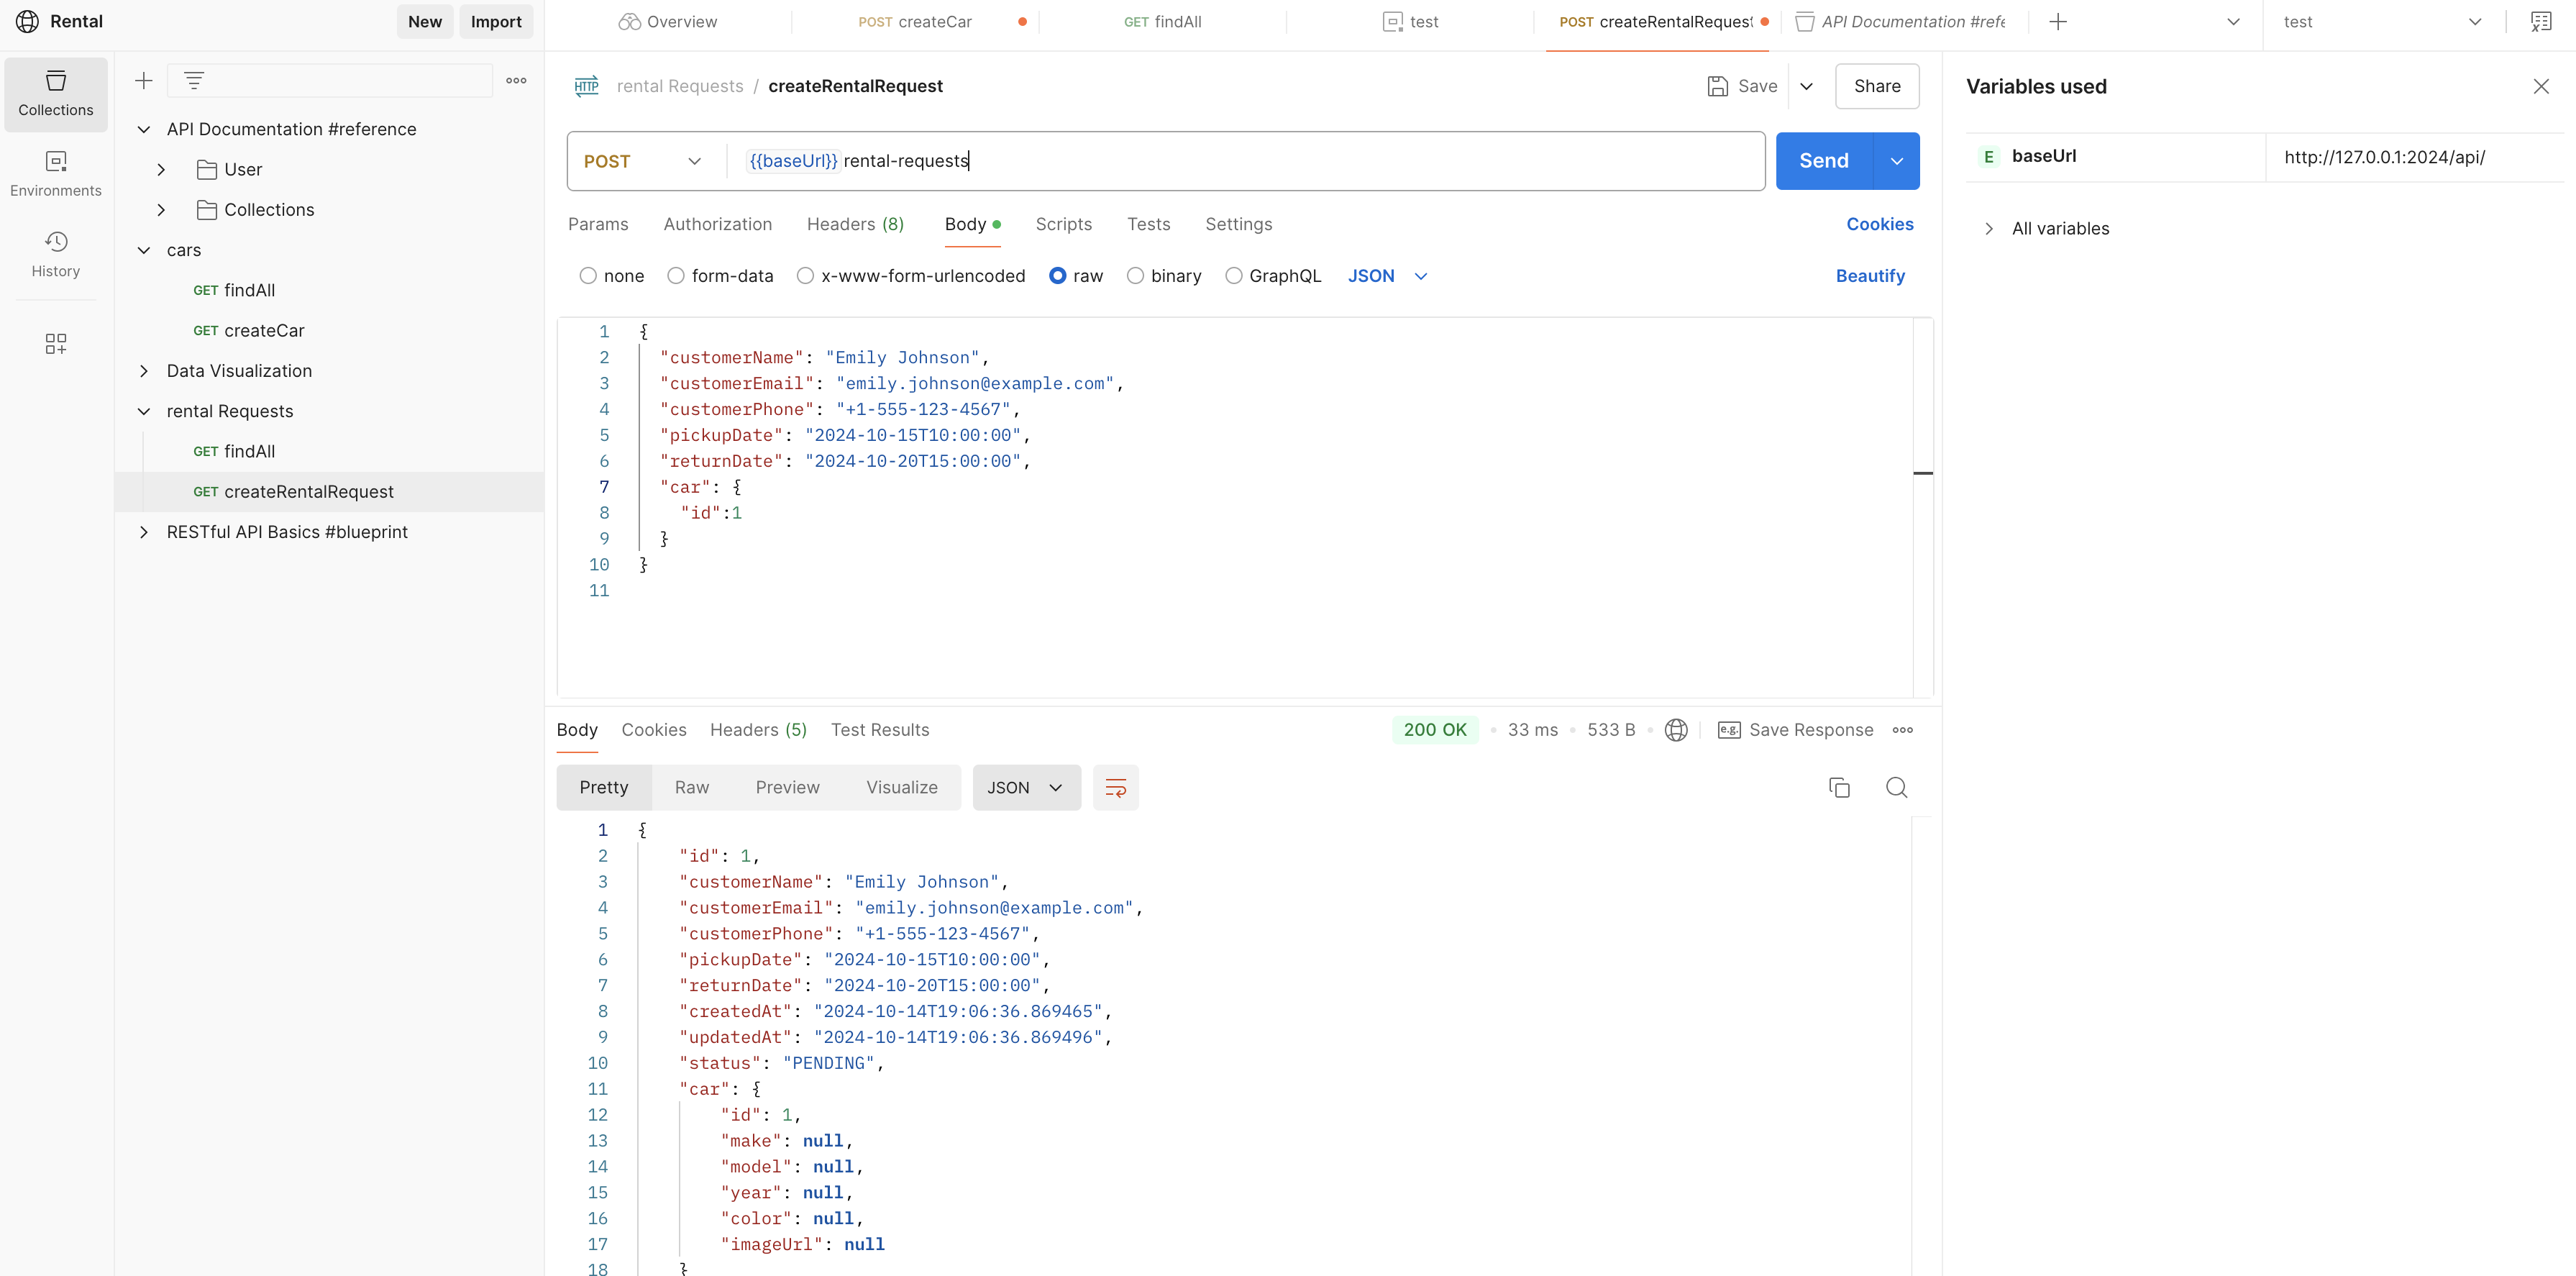 Rental
New
Import
Overview
POST createCar
GET findAll
test
POST createRentalRequest
API Documentation #refe
test
Collections
Environments
History
API Documentation #reference
User
Collections
cars
GET findAll
GET createCar
Data Visualization
rental Requests
GET findAll
GET createRentalRequest
RESTful API Basics #blueprint
HTTP
rental Requests / createRentalRequest
Save
Share
POST
{{baseUrl}} rental-requests
Send
Params
Authorization
Headers (8)
Body
Scripts
Tests
Settings
Cookies
none
form-data
x-www-form-urlencoded
raw
binary
GraphQL
JSON
Beautify
1 {
2 "customerName": "Emily Johnson",
3 "customerEmail": "emily.johnson@example.com",
4 "customerPhone": "+1-555-123-4567",
5 "pickupDate": "2024-10-15T10:00:00",
6 "returnDate": "2024-10-20T15:00:00",
7 "car": {
8 "id":1
9 }
10 }
11
Body
Cookies
Headers (5)
Test Results
200 OK
33 ms
533 B
e.g. Save Response
Pretty
Raw
Preview
Visualize
JSON
1 {
2 "id": 1,
3 "customerName": "Emily Johnson",
4 "customerEmail": "emily.johnson@example.com",
5 "customerPhone": "+1-555-123-4567",
6 "pickupDate": "2024-10-15T10:00:00",
7 "returnDate": "2024-10-20T15:00:00",
8 "createdAt": "2024-10-14T19:06:36.869465",
9 "updatedAt": "2024-10-14T19:06:36.869496",
10 "status": "PENDING",
11 "car": {
12 "id": 1,
13 "make": null,
14 "model": null,
15 "year": null,
16 "color": null,
17 "imageUrl": null
18 }
Variables used
E baseUrl
http://127.0.0.1:2024/api/
All variables